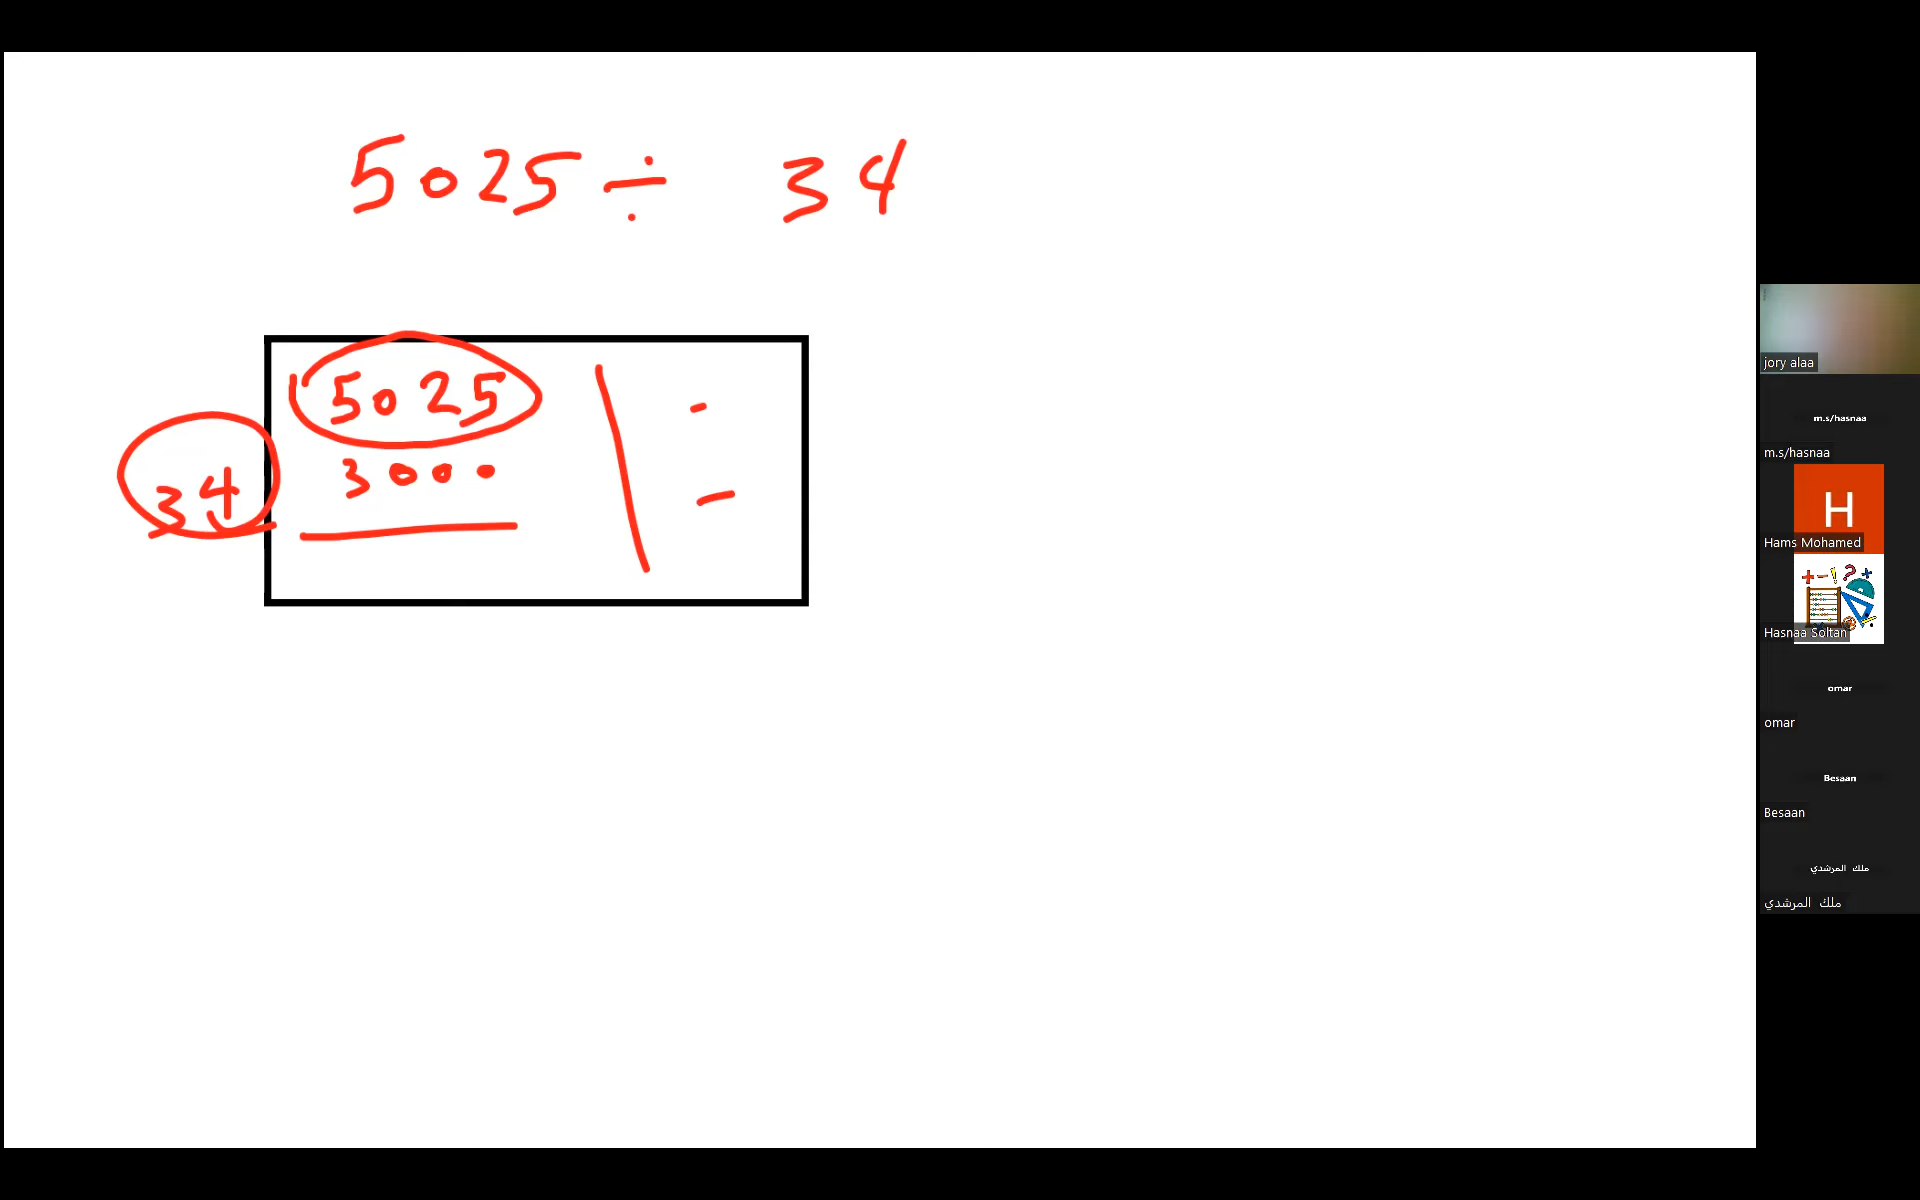 5025 ÷ 34
5025 -
3000 -
34
jory alaa
m.s/hasnaa
m.s/hasnaa
H
Hams Mohamed
Hasnaa Soltan
omar
omar
Besaan
Besaan
ملك المرشدي
ملك المرشدي